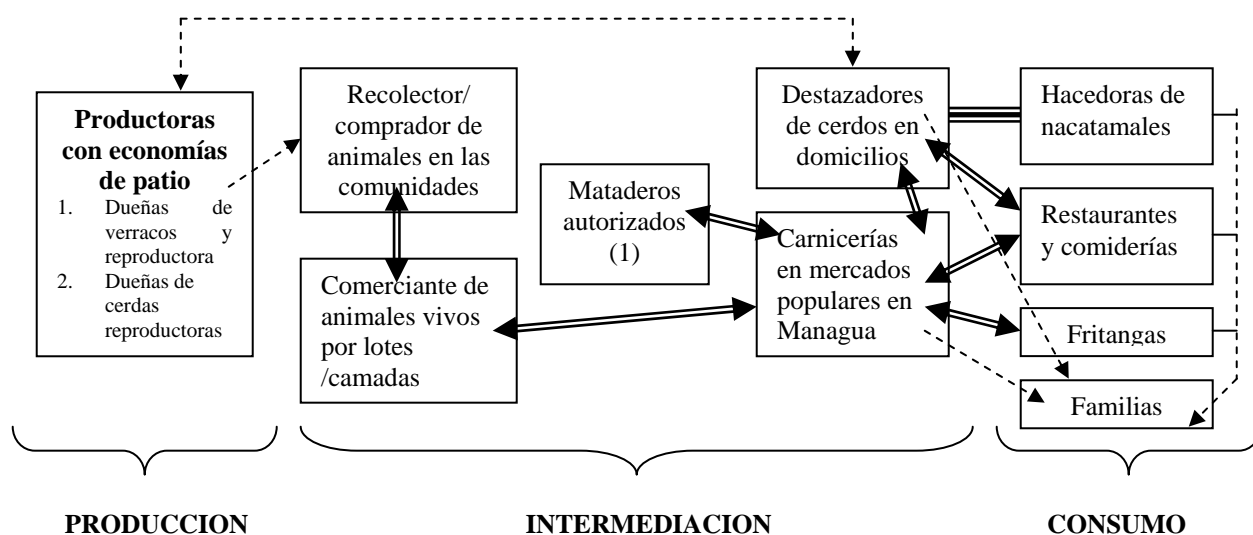 Productoras
con economías
de patio
1. Dueñas de
verracos y
reproductora
2. Dueñas de
cerdas
reproductoras
Recolector/
comprador de
animales en las
comunidades
Comerciante de
animales vivos
por lotes
/camadas
Mataderos
autorizados
(1)
Destazadores
de cerdos en
domicilios
Carnicerías
en mercados
populares en
Managua
Hacedoras de
nacatamales
Restaurantes
y comiderías
Fritangas
Familias
PRODUCCION
INTERMEDIACION
CONSUMO